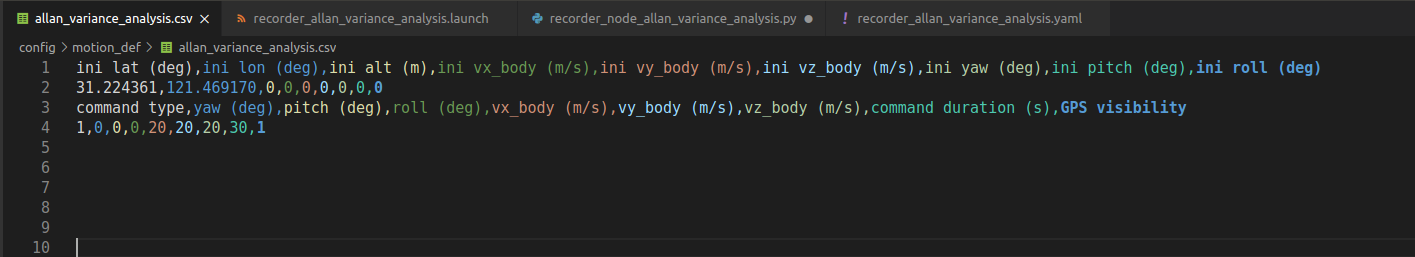 allan_variance_analysis.csv recorder_allan_variance_analysis.launch recorder_node_allan_variance_analysis.py recorder_allan_variance_analysis.yaml
config > motion_def > allan_variance_analysis.csv
1 ini lat (deg),ini lon (deg),ini alt (m),ini vx_body (m/s),ini vy_body (m/s),ini vz_body (m/s),ini yaw (deg),ini pitch (deg),ini roll (deg)
2 31.224361,121.469170,0,0,0,0,0,0,0
3 command type,yaw (deg),pitch (deg),roll (deg),vx_body (m/s),vy_body (m/s),vz_body (m/s),command duration (s),GPS visibility
4 1,0,0,0,20,20,20,30,1
5
6
7
8
9
10